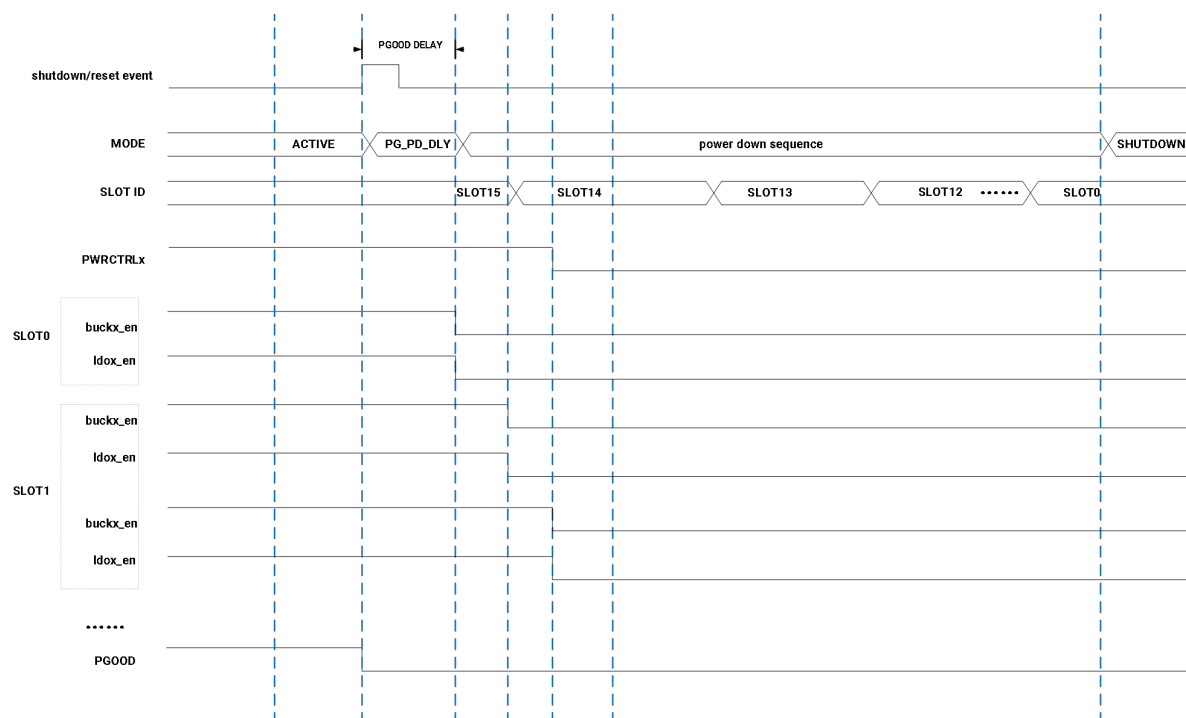 PGOOD DELAY
shutdown/reset event
MODE ACTIVE PG_PD_DLY power down sequence SHUTDOWN
SLOT ID SLOT15 SLOT14 SLOT13 SLOT12 ...... SLOT0
PWRCTRLx
SLOT0
buckx_en
ldox_en
SLOT1
buckx_en
ldox_en
buckx_en
ldox_en
......
PGOOD